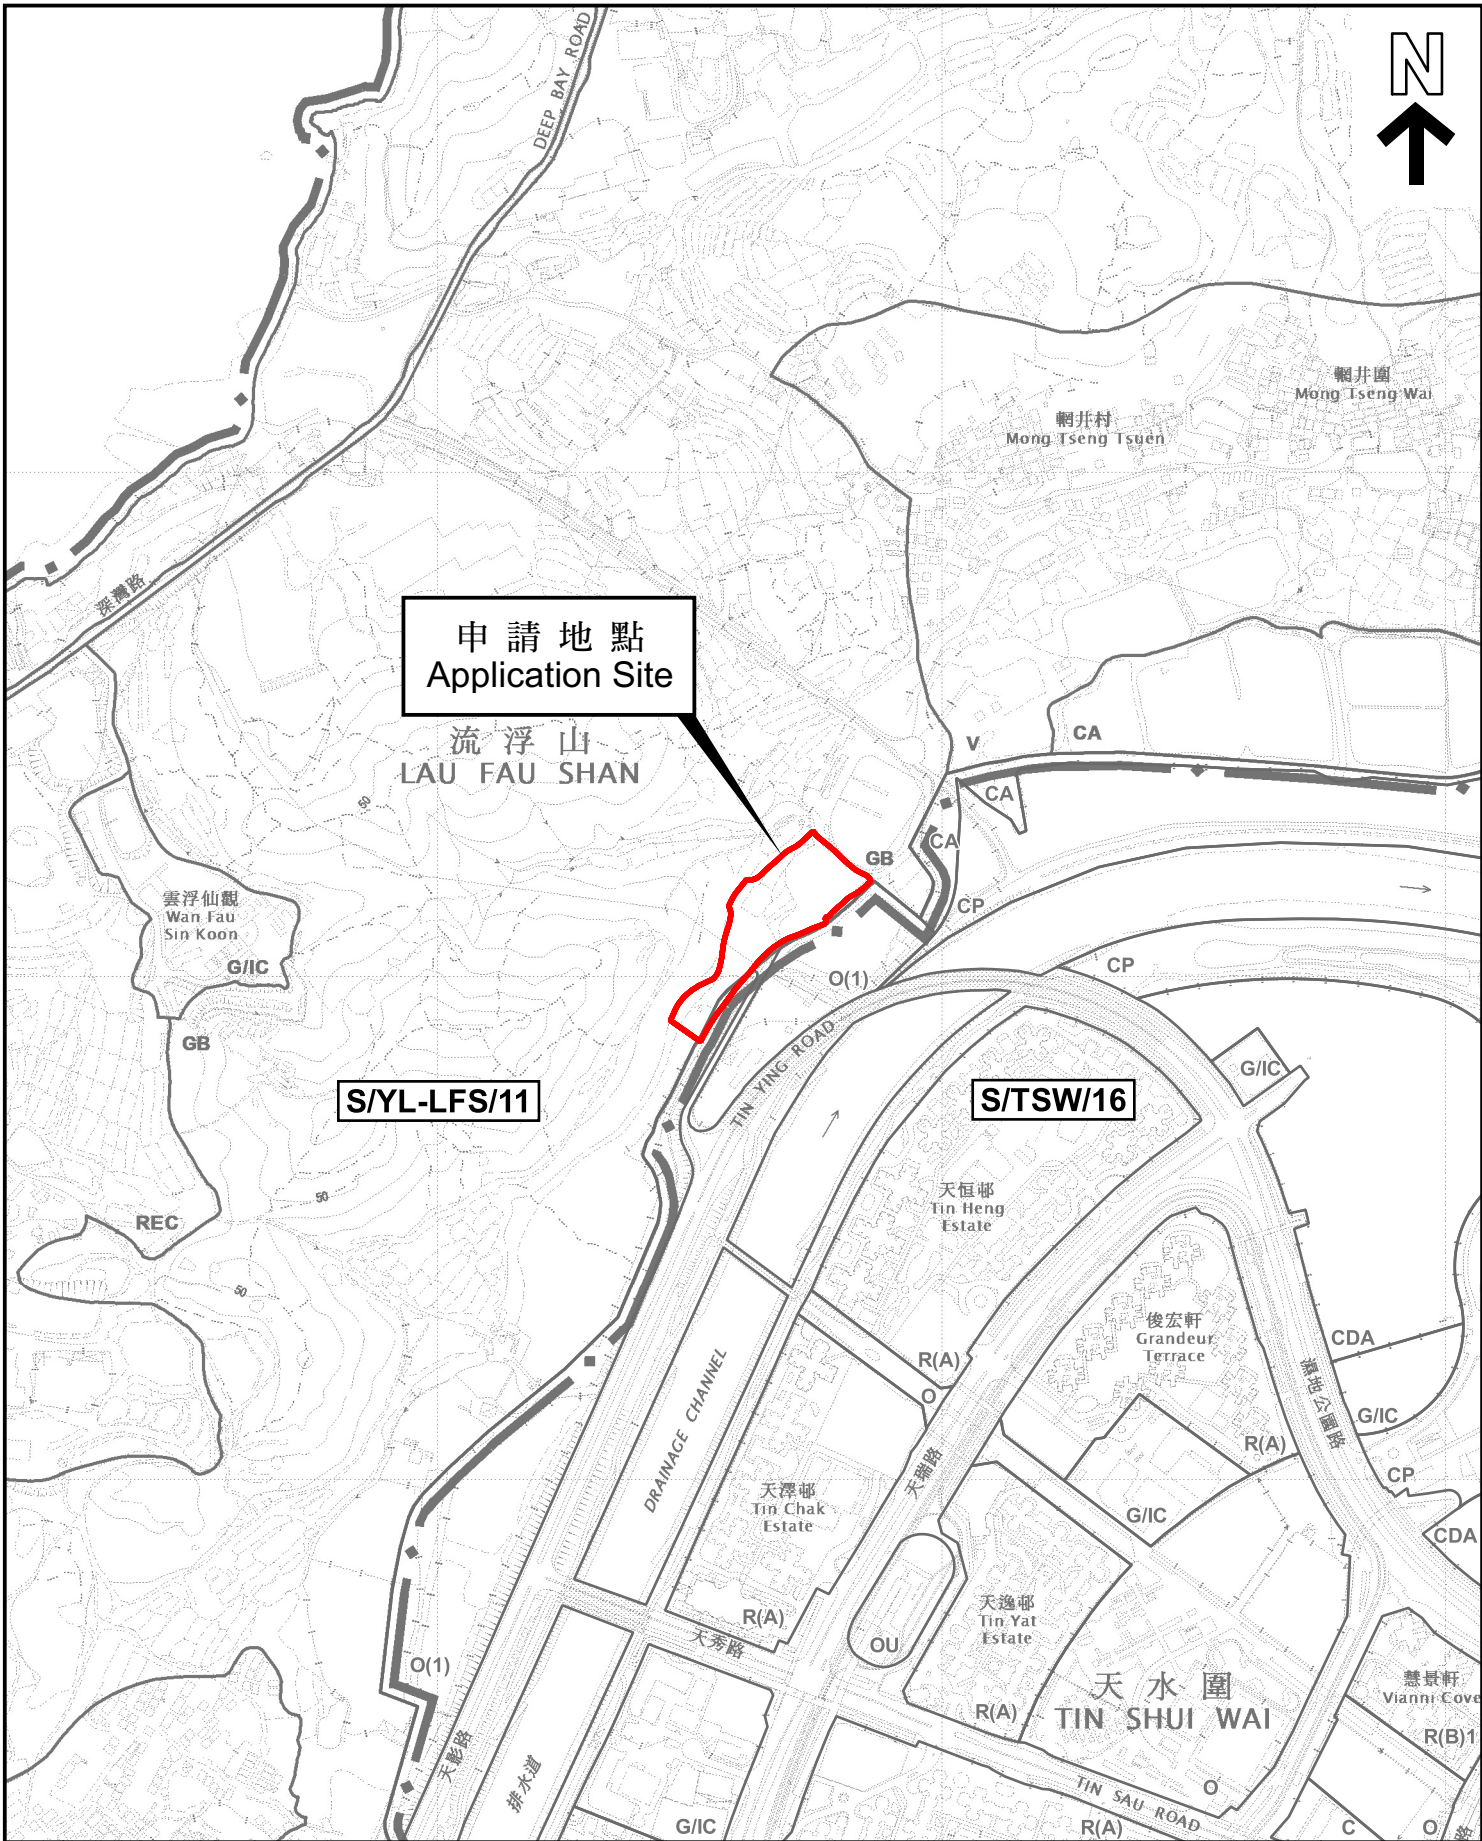 N
DEEP BAY ROAD
輞井圍
Mong Tseng Wai
輞井村
Mong Tseng Tsuen
深灣路
申請地點
Application Site
流浮山
LAU FAU SHAN
V
CA
CA
CA
50
GB
雲浮仙觀
Wan Fau
Sin Koon
G/IC
CP
CP
O(1)
GB
TIN YING ROAD
G/IC
S/YL-LFS/11
S/TSW/16
天恒邨
Tin Heng
Estate
50
REC
50
俊宏軒
Grandeur
Terrace
CDA
R(A)
O
濕地公園路
G/IC
R(A)
DRAINAGE CHANNEL
天瑞路
CP
天澤邨
Tin Chak
Estate
G/IC
CDA
天逸邨
Tin Yat
Estate
R(A)
天秀路
OU
O(1)
天水圍
TIN SHUI WAI
R(A)
慧景軒
Vianni Cove
R(B)1
天影路
排水道
TIN SAU ROAD
O
G/IC
R(A)
C
O
路